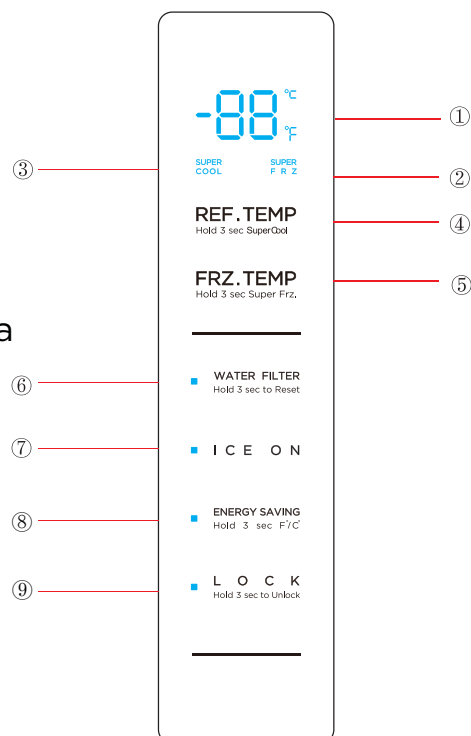 -88 °C
°F
①
SUPER COOL
SUPER FRZ
③
②
REF.TEMP
④
Hold 3 sec SuperCool
FRZ.TEMP
⑤
Hold 3 sec Super Frz.
a
WATER FILTER
⑥
Hold 3 sec to Reset
⑦
ICE ON
ENERGY SAVING
⑧
Hold 3 sec F°/C°
LOCK
⑨
Hold 3 sec to Unlock